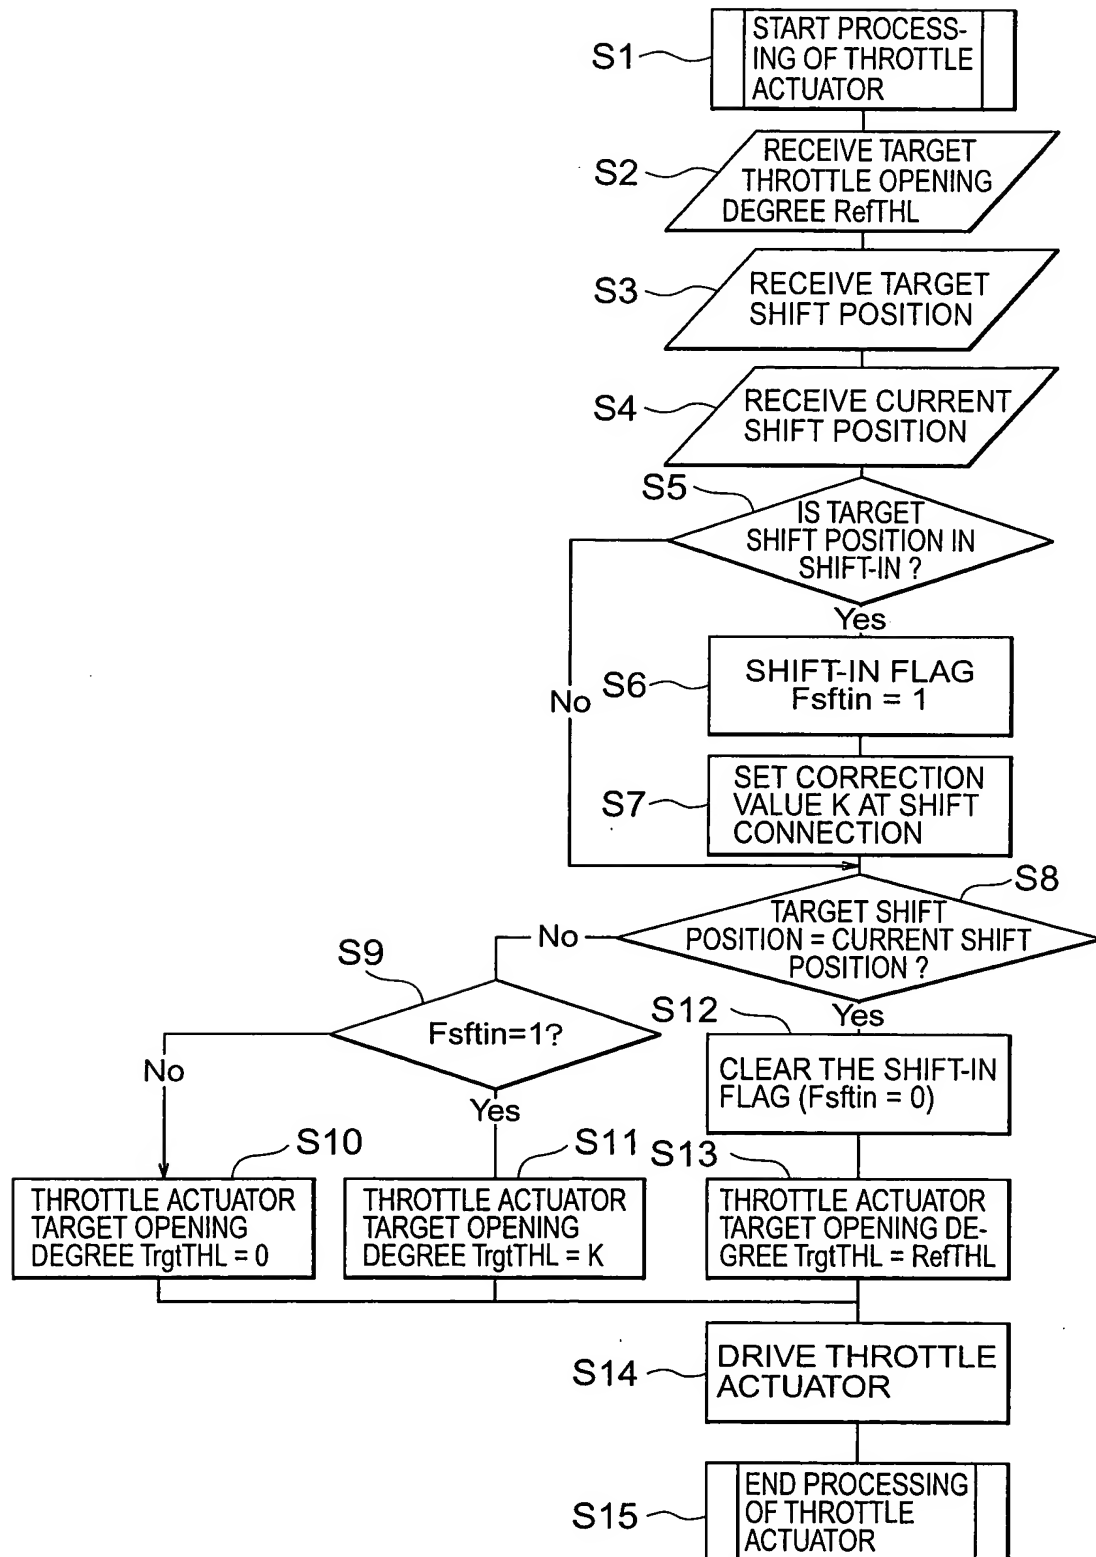 S1
START PROCESS-
ING OF THROTTLE
ACTUATOR
S2
RECEIVE TARGET
THROTTLE OPENING
DEGREE RefTHL
S3
RECEIVE TARGET
SHIFT POSITION
S4
RECEIVE CURRENT
SHIFT POSITION
S5
IS TARGET
SHIFT POSITION IN
SHIFT-IN ?
Yes
No
S6
SHIFT-IN FLAG
Fsftin = 1
S7
SET CORRECTION
VALUE K AT SHIFT
CONNECTION
S8
TARGET SHIFT
POSITION = CURRENT SHIFT
POSITION ?
No
Yes
S9
Fsftin=1?
No
Yes
S12
CLEAR THE SHIFT-IN
FLAG (Fsftin = 0)
S10
THROTTLE ACTUATOR
TARGET OPENING
DEGREE TrgtTHL = 0
S11
THROTTLE ACTUATOR
TARGET OPENING
DEGREE TrgtTHL = K
S13
THROTTLE ACTUATOR
TARGET OPENING DE-
GREE TrgtTHL = RefTHL
S14
DRIVE THROTTLE
ACTUATOR
S15
END PROCESSING
OF THROTTLE
ACTUATOR